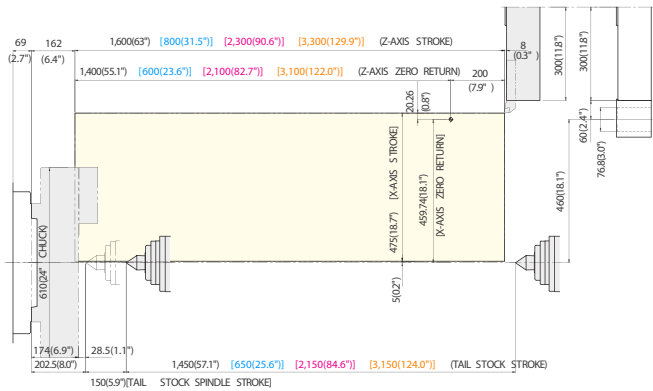 69
(2.7")
162
(6.4")
1,600(63") [800(31.5")] [2,300(90.6")] [3,300(129.9")] (Z-AXIS STROKE)
8
(0.3")
300(11.8")
300(11.8")
1,400(55.1") [600(23.6")] [2,100(82.7")] [3,100(122.0")] (Z-AXIS ZERO RETURN)
200
(7.9")
20.26
(0.8")
60(2.4")
76.8(3.0")
475(18.7") [X-AXIS STROKE]
459.74(18.1")
[X-AXIS ZERO RETURN]
460(18.1")
610(24" CHUCK)
5(0.2")
174(6.9")
28.5(1.1")
202.5(8.0")
1,450(57.1") [650(25.6")] [2,150(84.6")] [3,150(124.0")] (TAIL STOCK STROKE)
150(5.9")[TAIL STOCK SPINDLE STROKE]